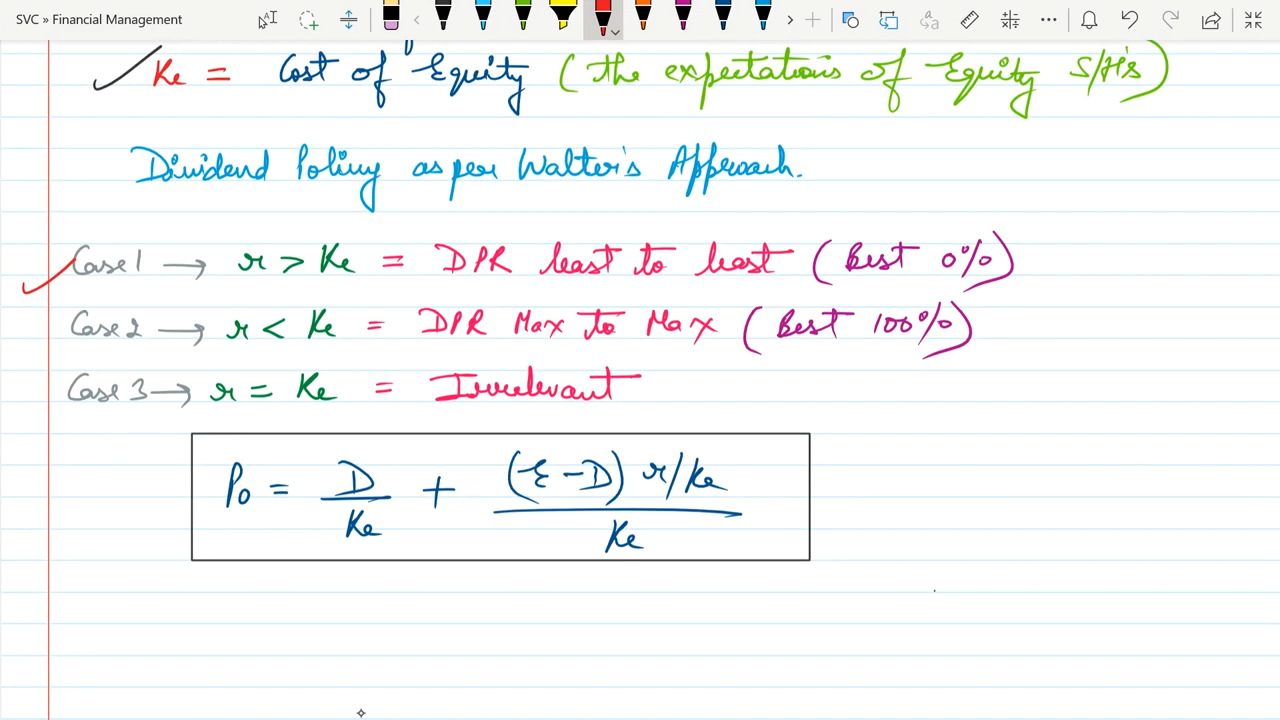 SVC » Financial Management
Ke = Cost of Equity (The expectations of Equity S/H's)
Dividend Policy as per Walter's Approach.
Case 1 → r > Ke = DPR least to least (Best 0%)
Case 2 → r < Ke = DPR Max to Max (Best 100%)
Case 3 → r = Ke = Irrelevant
P0 = D/Ke + (E-D) r/Ke / Ke